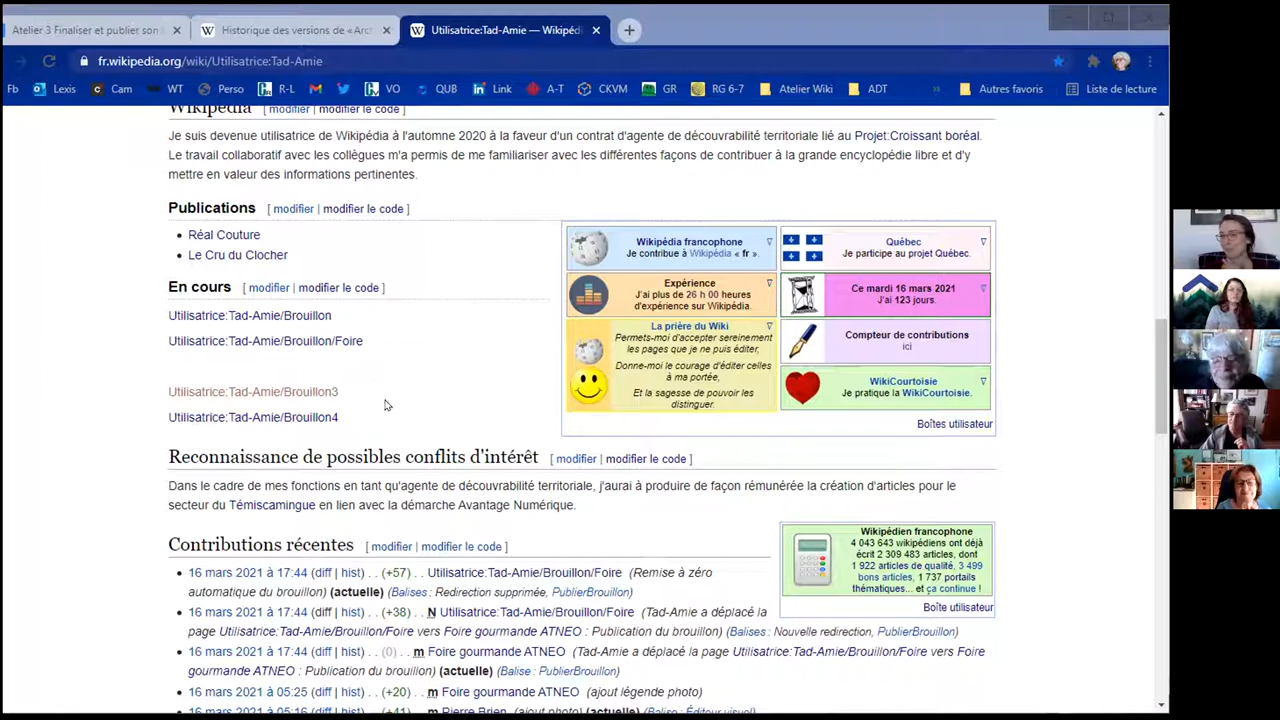 Atelier 3 Finaliser et publier son
Historique des versions de « Arc
Utilisatrice:Tad-Amie — Wikipéd
fr.wikipedia.org/wiki/Utilisatrice:Tad-Amie
Fb Lexis Cam WT Perso R-L VO QUB Link A-T CKVM GR RG 6-7 Atelier Wiki ADT » Autres favoris Liste de lecture
Wikipédia [ modifier | modifier le code ]
Je suis devenue utilisatrice de Wikipédia à l'automne 2020 à la faveur d'un contrat d'agente de découvrabilité territoriale lié au Projet:Croissant boréal.
Le travail collaboratif avec les collègues m'a permis de me familiariser avec les différentes façons de contribuer à la grande encyclopédie libre et d'y
mettre en valeur des informations pertinentes.
Publications [ modifier | modifier le code ]
Réal Couture
Le Cru du Clocher
En cours [ modifier | modifier le code ]
Utilisatrice:Tad-Amie/Brouillon
Utilisatrice:Tad-Amie/Brouillon/Foire
Utilisatrice:Tad-Amie/Brouillon3
Utilisatrice:Tad-Amie/Brouillon4
Wikipédia francophone
Je contribue à Wikipédia « fr ».
Québec
Je participe au projet Québec.
Expérience
J'ai plus de 26 h 00 heures
d'expérience sur Wikipédia.
Ce mardi 16 mars 2021
J'ai 123 jours.
La prière du Wiki
Permets-moi d'accepter sereinement
les pages que je ne puis éditer,
Donne-moi le courage d'éditer celles
à ma portée,
Et la sagesse de pouvoir les
distinguer.
Compteur de contributions
ici
WikiCourtoisie
Je pratique la WikiCourtoisie.
Boîtes utilisateur
Reconnaissance de possibles conflits d'intérêt [ modifier | modifier le code ]
Dans le cadre de mes fonctions en tant qu'agente de découvrabilité territoriale, j'aurai à produire de façon rémunérée la création d'articles pour le
secteur du Témiscamingue en lien avec la démarche Avantage Numérique.
Contributions récentes [ modifier | modifier le code ]
16 mars 2021 à 17:44 (diff | hist) . . (+57) Utilisatrice:Tad-Amie/Brouillon/Foire (Remise à zéro
automatique du brouillon) (actuelle) (Balises : Redirection supprimée, PublierBrouillon)
16 mars 2021 à 17:44 (diff | hist) . . (+38) N Utilisatrice:Tad-Amie/Brouillon/Foire (Tad-Amie a déplacé la
page Utilisatrice:Tad-Amie/Brouillon/Foire vers Foire gourmande ATNEO : Publication du brouillon) (Balises : Nouvelle redirection, PublierBrouillon)
16 mars 2021 à 17:44 (diff | hist) . . (0) m Foire gourmande ATNEO (Tad-Amie a déplacé la page Utilisatrice:Tad-Amie/Brouillon/Foire vers Foire
gourmande ATNEO : Publication du brouillon) (actuelle) (Balise : PublierBrouillon)
16 mars 2021 à 05:25 (diff | hist) . . (+20) m Foire gourmande ATNEO (ajout légende photo)
16 mars 2021 à 05:16 (diff | hist) . . (+41) m Pierre Brien (ajout photo) (actuelle) (Balise : Éditeur visuel)
Wikipédien francophone
4 043 643 wikipédiens ont déjà
écrit 2 309 483 articles, dont
1 922 articles de qualité, 3 499
bons articles, 1 737 portails
thématiques... et ça continue !
Boîte utilisateur